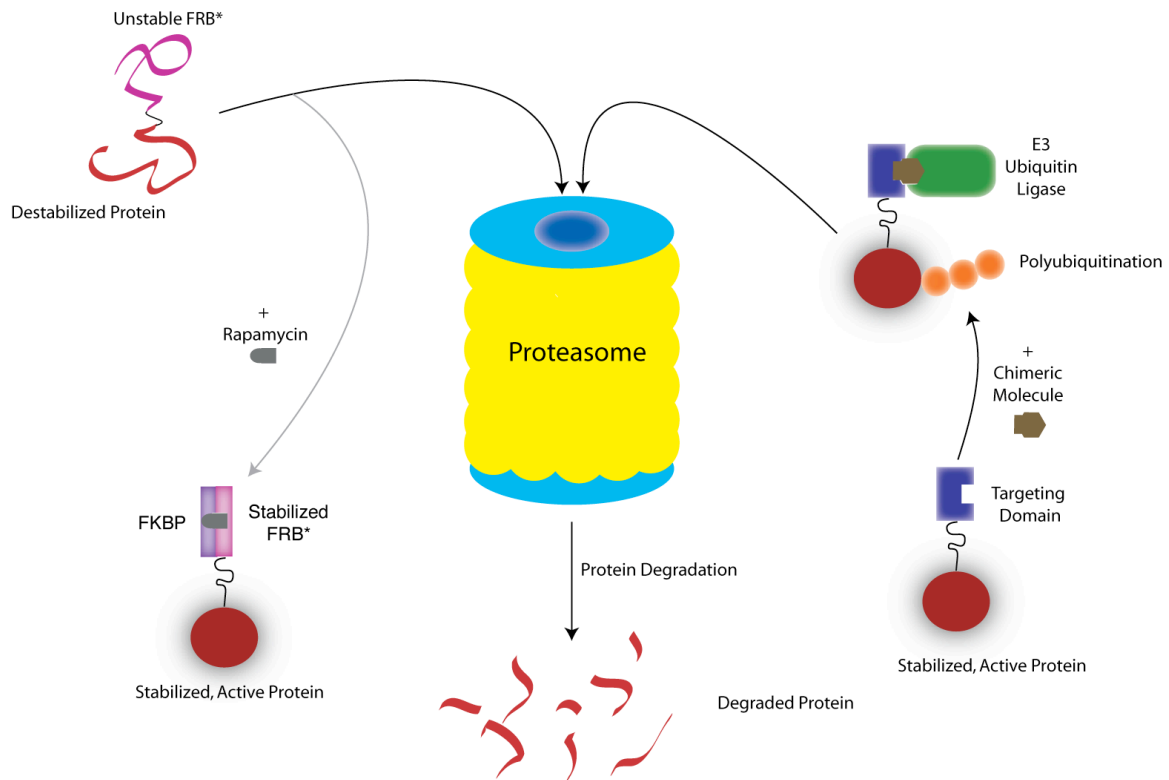 Unstable FRB*
Destabilized Protein
+
Rapamycin
FKBP
Stabilized
FRB*
Stabilized, Active Protein
Proteasome
Protein Degradation
Degraded Protein
E3
Ubiquitin
Ligase
Polyubiquitination
+
Chimeric
Molecule
Targeting
Domain
Stabilized, Active Protein